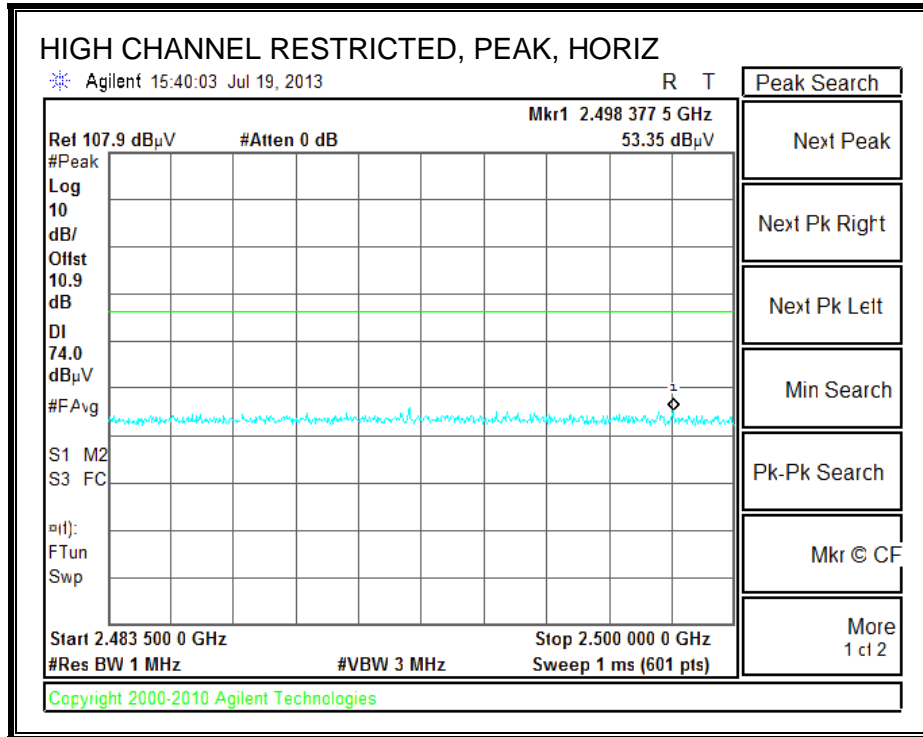 HIGH CHANNEL RESTRICTED, PEAK, HORIZ
Agilent 15:40:03 Jul 19, 2013 R T
Peak Search
Mkr1 2.498 377 5 GHz
Ref 107.9 dBµV #Atten 0 dB 53.35 dBµV
Next Peak
#Peak
Log
10
dB/
Next Pk Right
Offst
10.9
dB
Next Pk Left
DI
74.0
dBµV
1
Min Search
#FAvg
S1 M2
S3 FC
Pk-Pk Search
¤(f):
FTun
Swp
Mkr © CF
Start 2.483 500 0 GHz Stop 2.500 000 0 GHz
#Res BW 1 MHz #VBW 3 MHz Sweep 1 ms (601 pts)
More
1 of 2
Copyright 2000-2010 Agilent Technologies